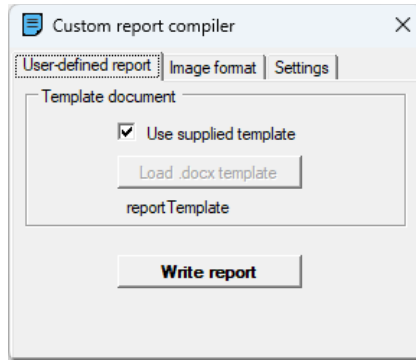 Custom report compiler
User-defined report Image format Settings
Template document
Use supplied template
Load .docx template
reportTemplate
Write report